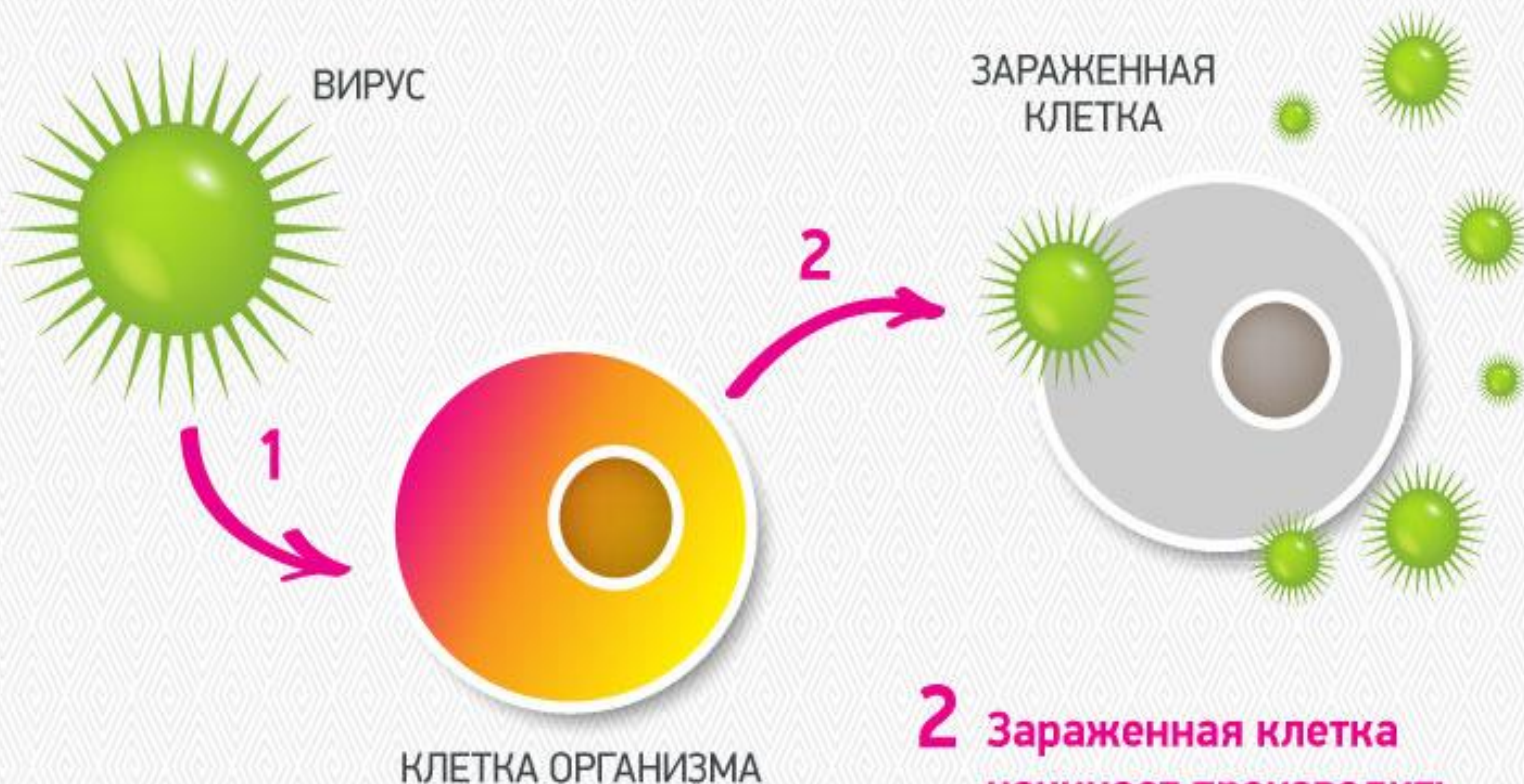 ВИРУС
ЗАРАЖЕННАЯ
КЛЕТКА
1
2
КЛЕТКА ОРГАНИЗМА
2 Зараженная клетка